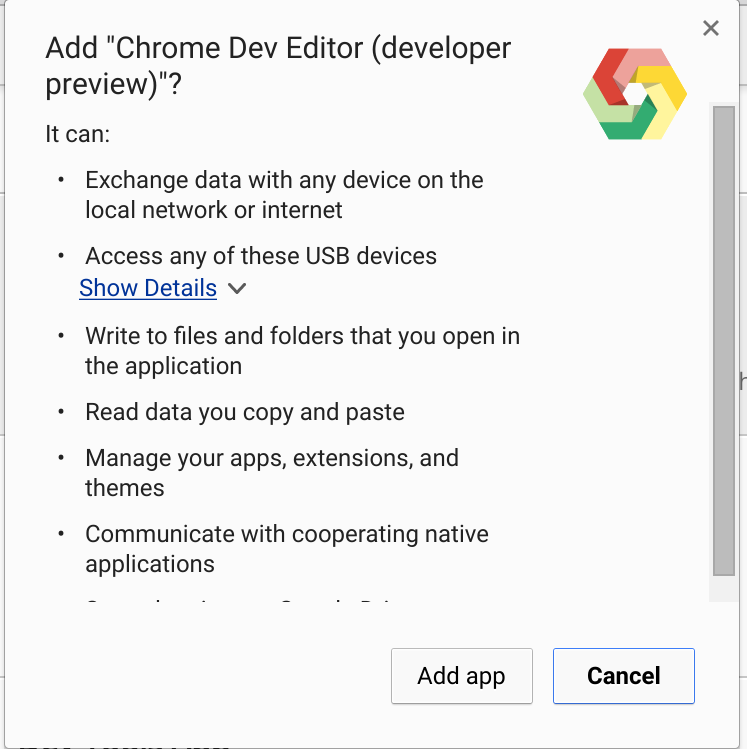 Add "Chrome Dev Editor (developer
preview)"?
It can:
Exchange data with any device on the
local network or internet
Access any of these USB devices
Show Details
Write to files and folders that you open in
the application
Read data you copy and paste
Manage your apps, extensions, and
themes
Communicate with cooperating native
applications
Add app
Cancel